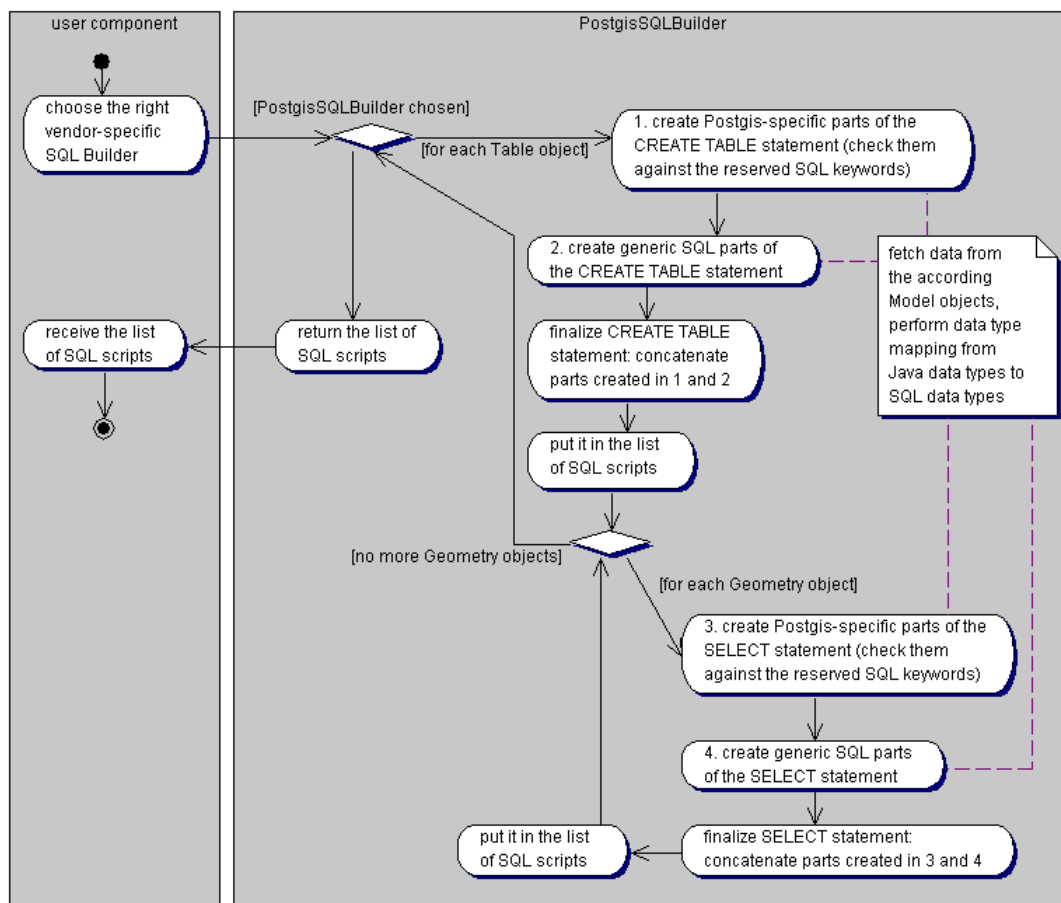 user component
PostgisSQLBuilder
choose the right
vendor-specific
SQL Builder
[PostgisSQLBuilder chosen]
[for each Table object]
1. create Postgis-specific parts of the
CREATE TABLE statement (check them
against the reserved SQL keywords)
2. create generic SQL parts of
the CREATE TABLE statement
fetch data from
the according
Model objects,
perform data type
mapping from
Java data types to
SQL data types
receive the list
of SQL scripts
return the list of
SQL scripts
finalize CREATE TABLE
statement: concatenate
parts created in 1 and 2
put it in the list
of SQL scripts
[no more Geometry objects]
[for each Geometry object]
3. create Postgis-specific parts of the
SELECT statement (check them
against the reserved SQL keywords)
4. create generic SQL parts
of the SELECT statement
put it in the list
of SQL scripts
finalize SELECT statement:
concatenate parts created in 3 and 4